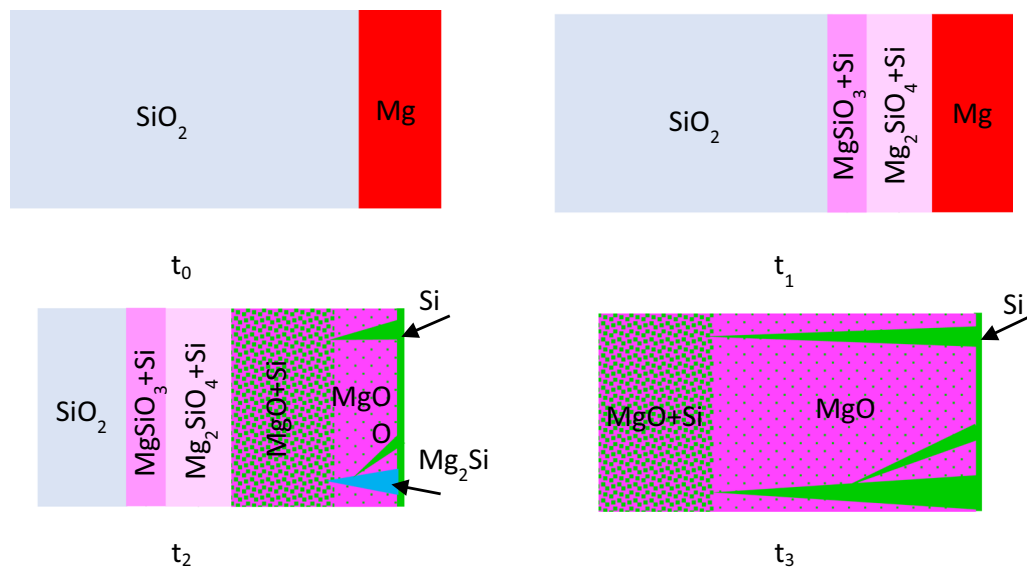 SiO₂
Mg
t₀
SiO₂
MgSiO₃+Si
Mg₂SiO₄+Si
Mg
t₁
SiO₂
MgSiO₃+Si
Mg₂SiO₄+Si
MgO+Si
MgO
O
Si
Mg₂Si
t₂
MgO+Si
MgO
Si
t₃